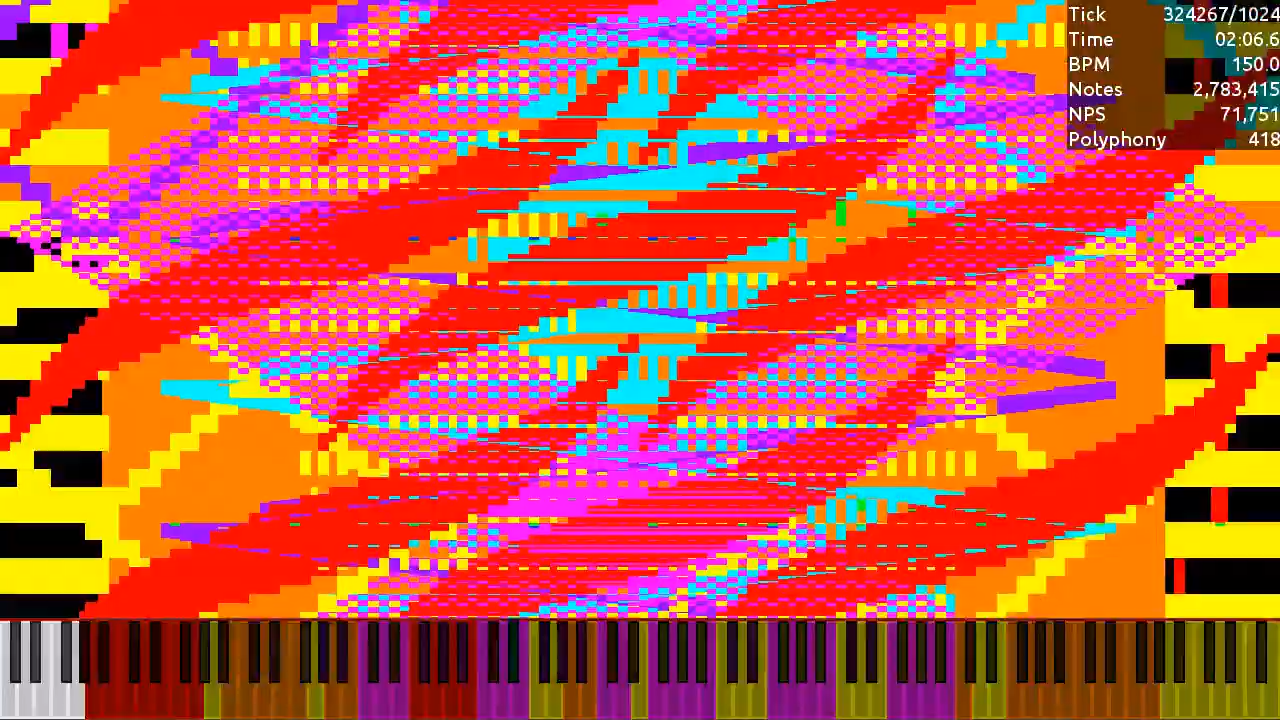 Tick 324267/1024
Time 02:06.6
BPM 150.0
Notes 2,783,415
NPS 71,751
Polyphony 418